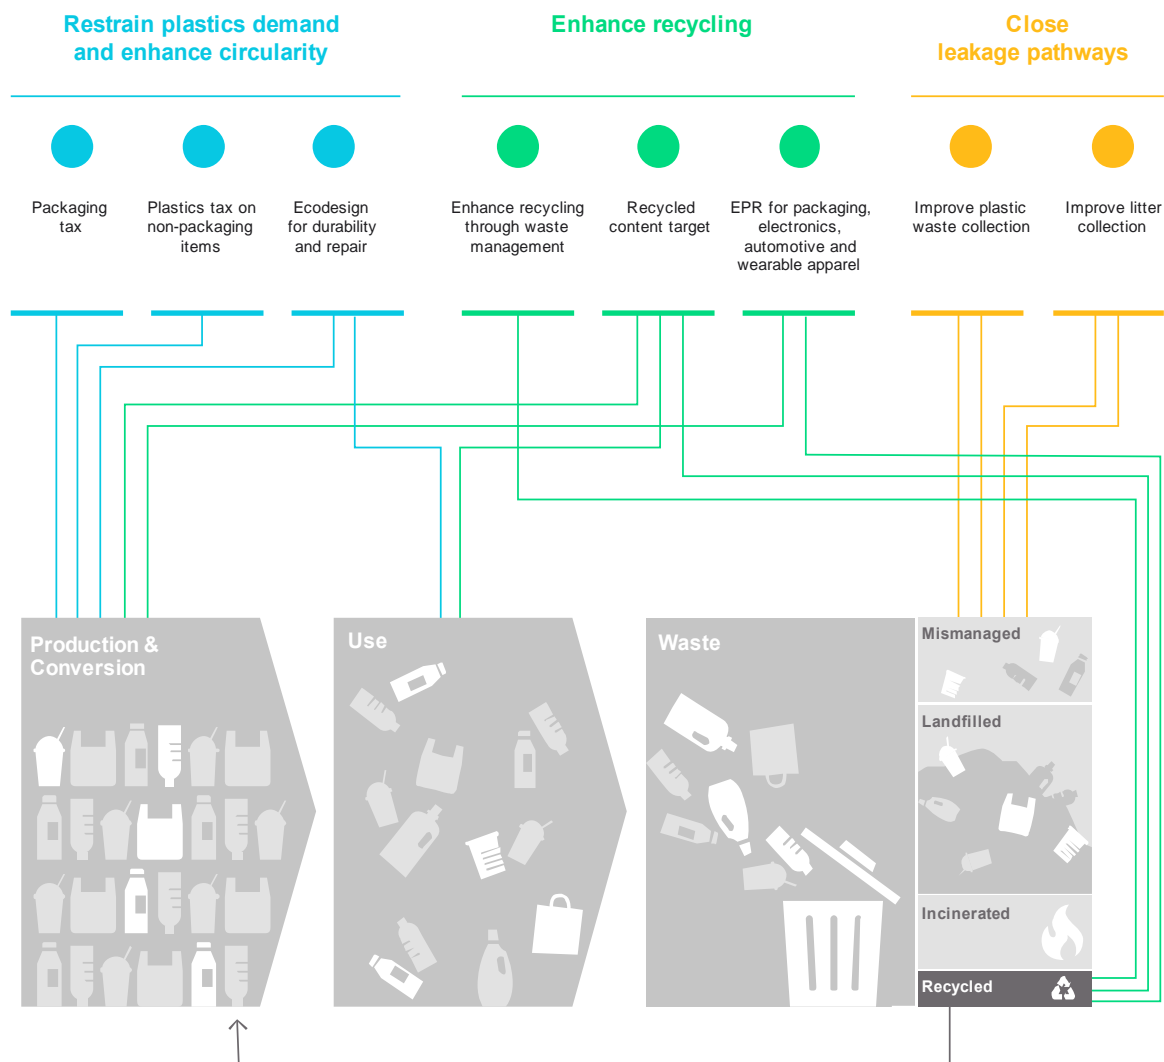 Restrain plastics demand
and enhance circularity
Enhance recycling
Close
leakage pathways
Packaging
tax
Plastics tax on
non-packaging
items
Ecodesign
for durability
and repair
Enhance recycling
through waste
management
Recycled
content target
EPR for packaging,
electronics,
automotive and
wearable apparel
Improve plastic
waste collection
Improve litter
collection
Production &
Conversion
Use
Waste
Mismanaged
Landfilled
Incinerated
Recycled